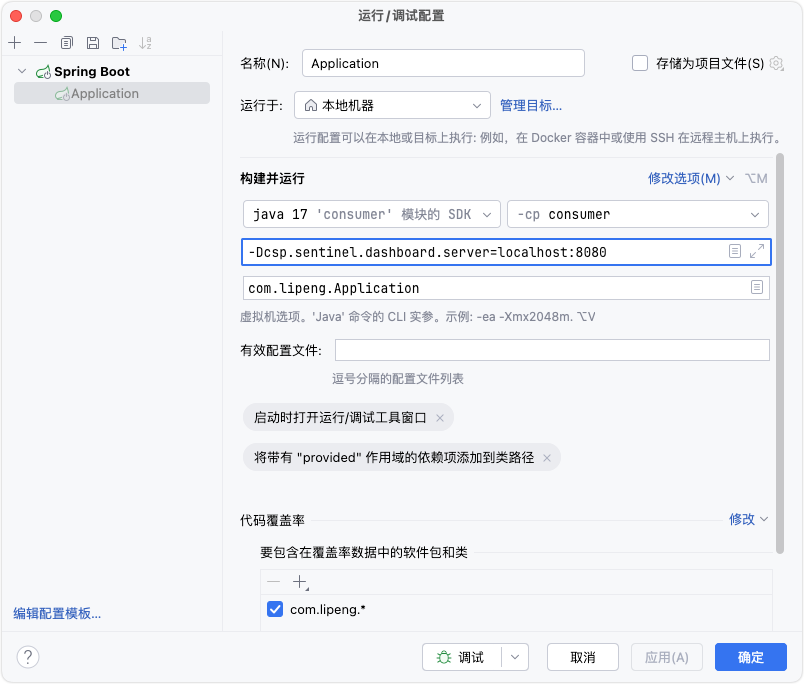 运行/调试配置
Spring Boot
Application
名称(N):
Application
存储为项目文件(S)
运行于:
本地机器
管理目标...
运行配置可以在本地或目标上执行: 例如，在 Docker 容器中或使用 SSH 在远程主机上执行。
构建并运行
修改选项(M)
⌥M
java 17 'consumer' 模块的 SDK
-cp consumer
-Dcsp.sentinel.dashboard.server=localhost:8080
com.lipeng.Application
虚拟机选项。'Java' 命令的 CLI 实参。示例: -ea -Xmx2048m. ⌥V
有效配置文件:
逗号分隔的配置文件列表
启动时打开运行/调试工具窗口 ×
将带有 "provided" 作用域的依赖项添加到类路径 ×
代码覆盖率
修改
要包含在覆盖率数据中的软件包和类
com.lipeng.*
编辑配置模板...
?
调试
取消
应用(A)
确定